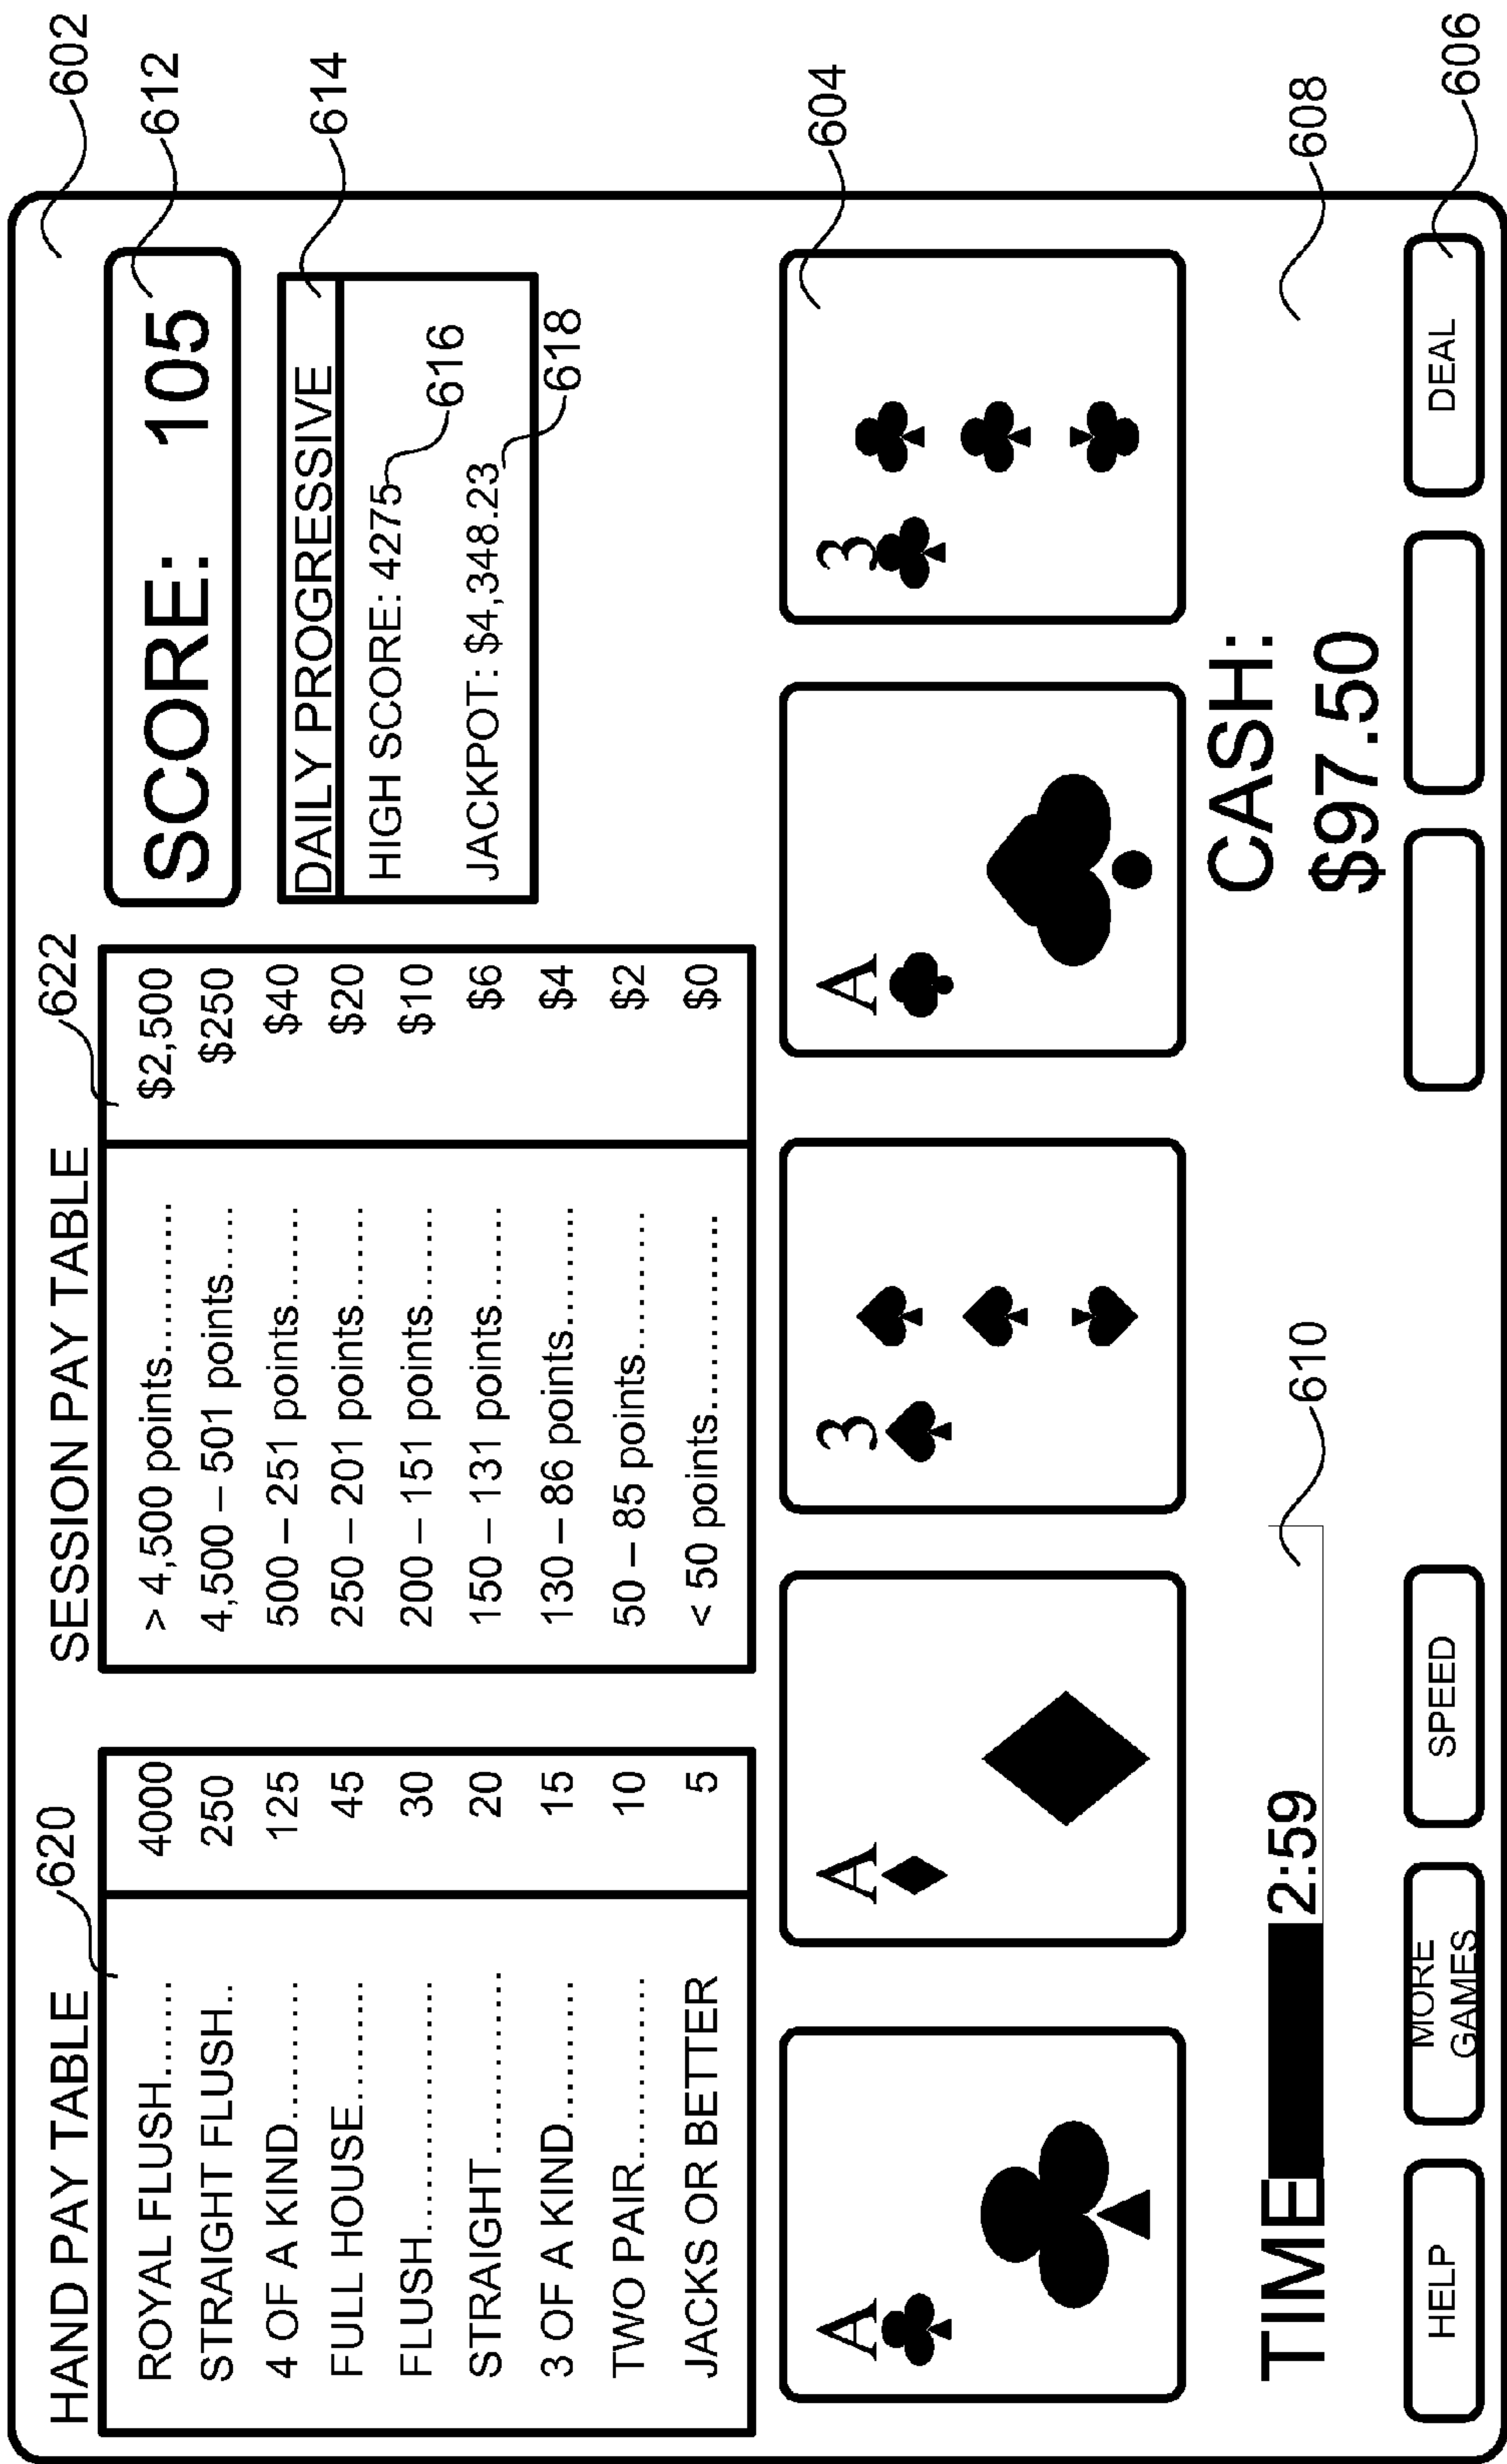 602
612
614
604
608
606
620
622
610
HAND PAY TABLE
ROYAL FLUSH....... 4000
STRAIGHT FLUSH.. 250
4 OF A KIND........... 125
FULL HOUSE.......... 45
FLUSH..................... 30
STRAIGHT............... 20
3 OF A KIND........... 15
TWO PAIR............... 10
JACKS OR BETTER 5
SESSION PAY TABLE
> 4,500 points............ $2,500
4,500 – 501 points..... $250
500 – 251 points........ $40
250 – 201 points........ $20
200 – 151 points........ $10
150 – 131 points........ $6
130 – 86 points.......... $4
50 – 85 points............ $2
< 50 points................. $0
SCORE: 105
DAILY PROGRESSIVE
HIGH SCORE: 4275 616
JACKPOT: $4,348.23 618
A
A
3
A
3
TIME 2:59
CASH:
$97.50
HELP
MORE
GAMES
SPEED
DEAL